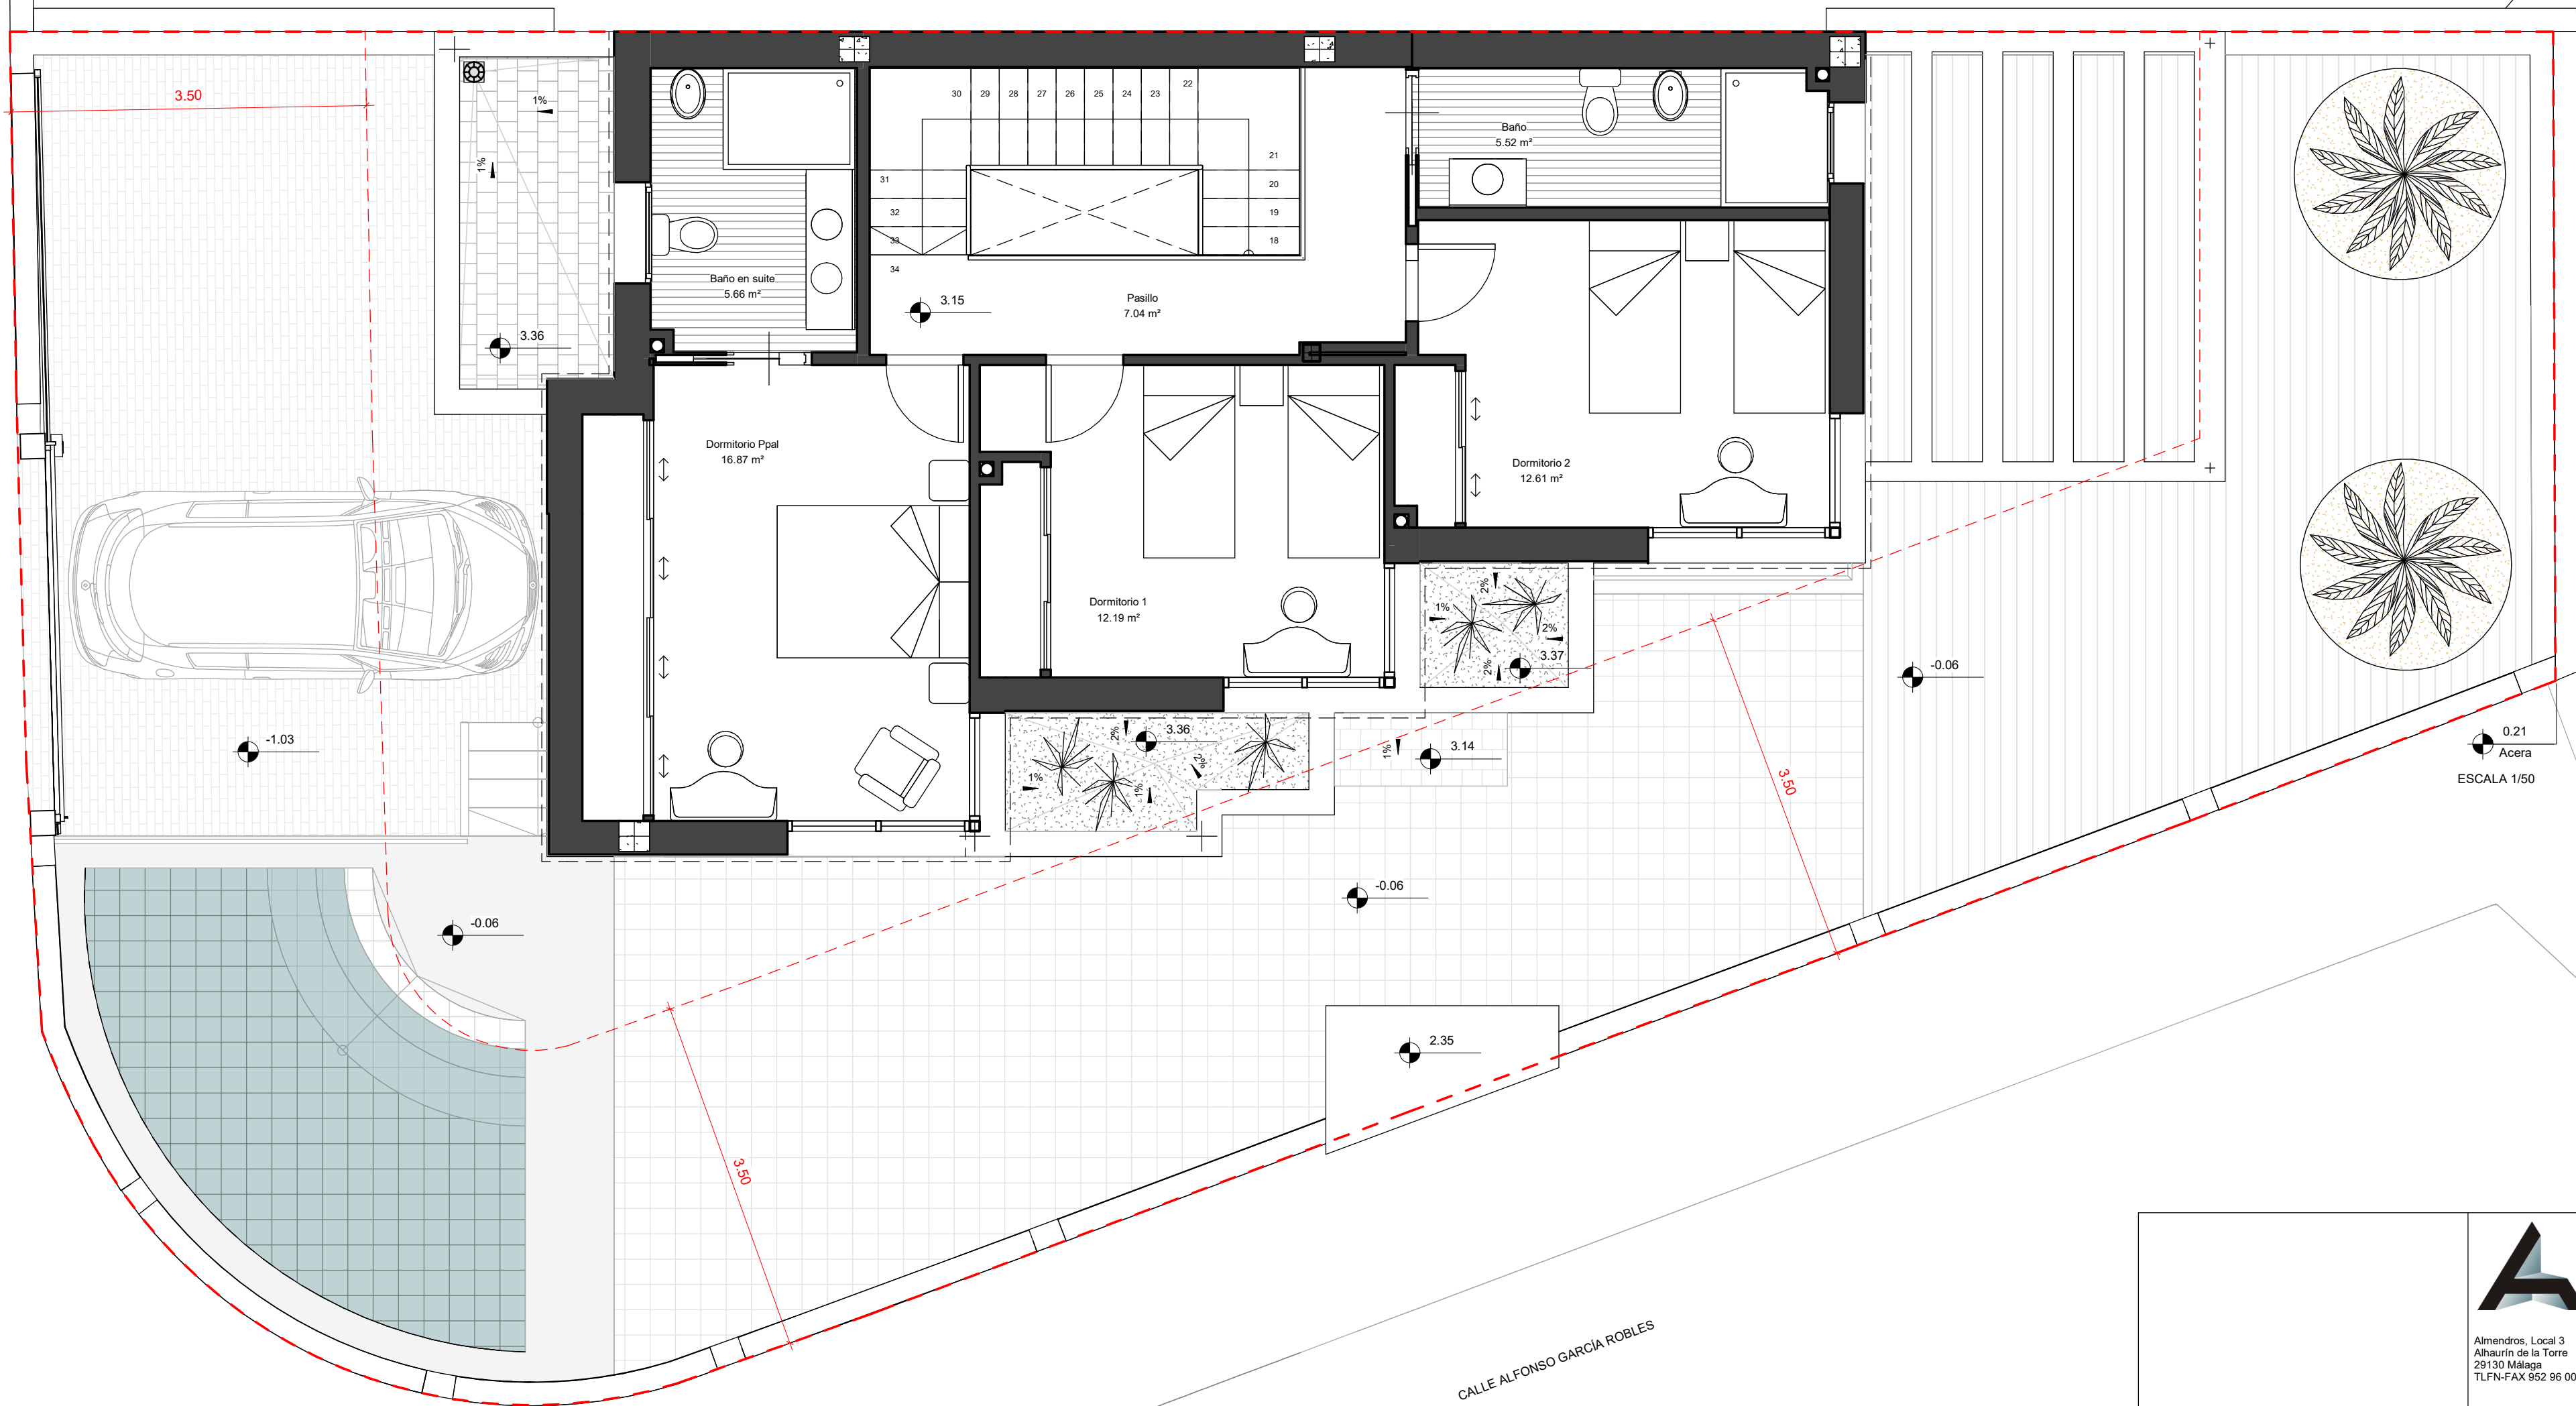 3.50
1%
1%
3.36
Baño en suite
5.66 m²
30 29 28 27 26 25 24 23 22
21
20
19
18
31
32
33
34
3.15
Pasillo
7.04 m²
Baño
5.52 m²
Dormitorio Ppal
16.87 m²
Dormitorio 1
12.19 m²
Dormitorio 2
12.61 m²
2%
1%
2%
2%
3.37
2%
3.36
2%
1%
1%
1%
3.14
-1.03
-0.06
-0.06
-0.06
3.50
3.50
2.35
0.21
Acera
ESCALA 1/50
CALLE ALFONSO GARCÍA ROBLES
Almendros, Local 3
Alhaurín de la Torre
29130 Málaga
TLFN-FAX 952 96 00